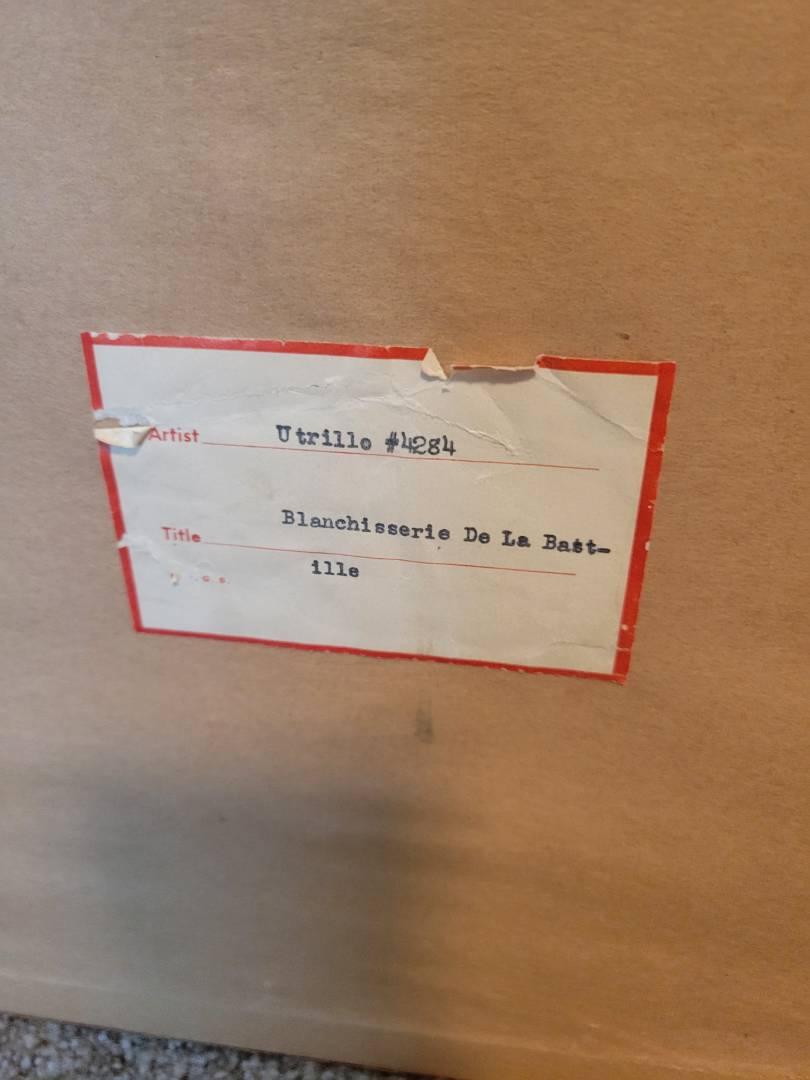 Artist Utrillo #4284
Title Blanchisserie De La Bast-
ille